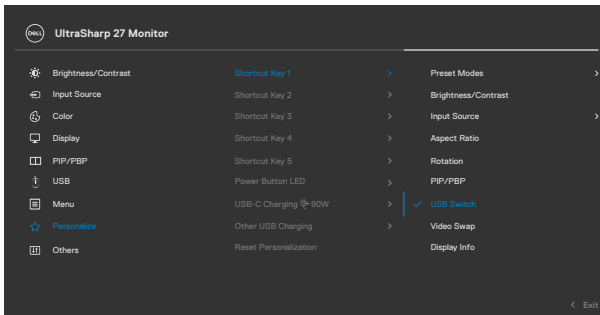 DELL UltraSharp 27 Monitor
Brightness/Contrast Shortcut Key 1 Preset Modes
Input Source Shortcut Key 2 Brightness/Contrast
Color Shortcut Key 3 Input Source
Display Shortcut Key 4 Aspect Ratio
PIP/PBP Shortcut Key 5 Rotation
USB Power Button LED PIP/PBP
Menu USB-C Charging 90W USB Switch
Personalize Other USB Charging Video Swap
Others Reset Personalization Display Info
Exit